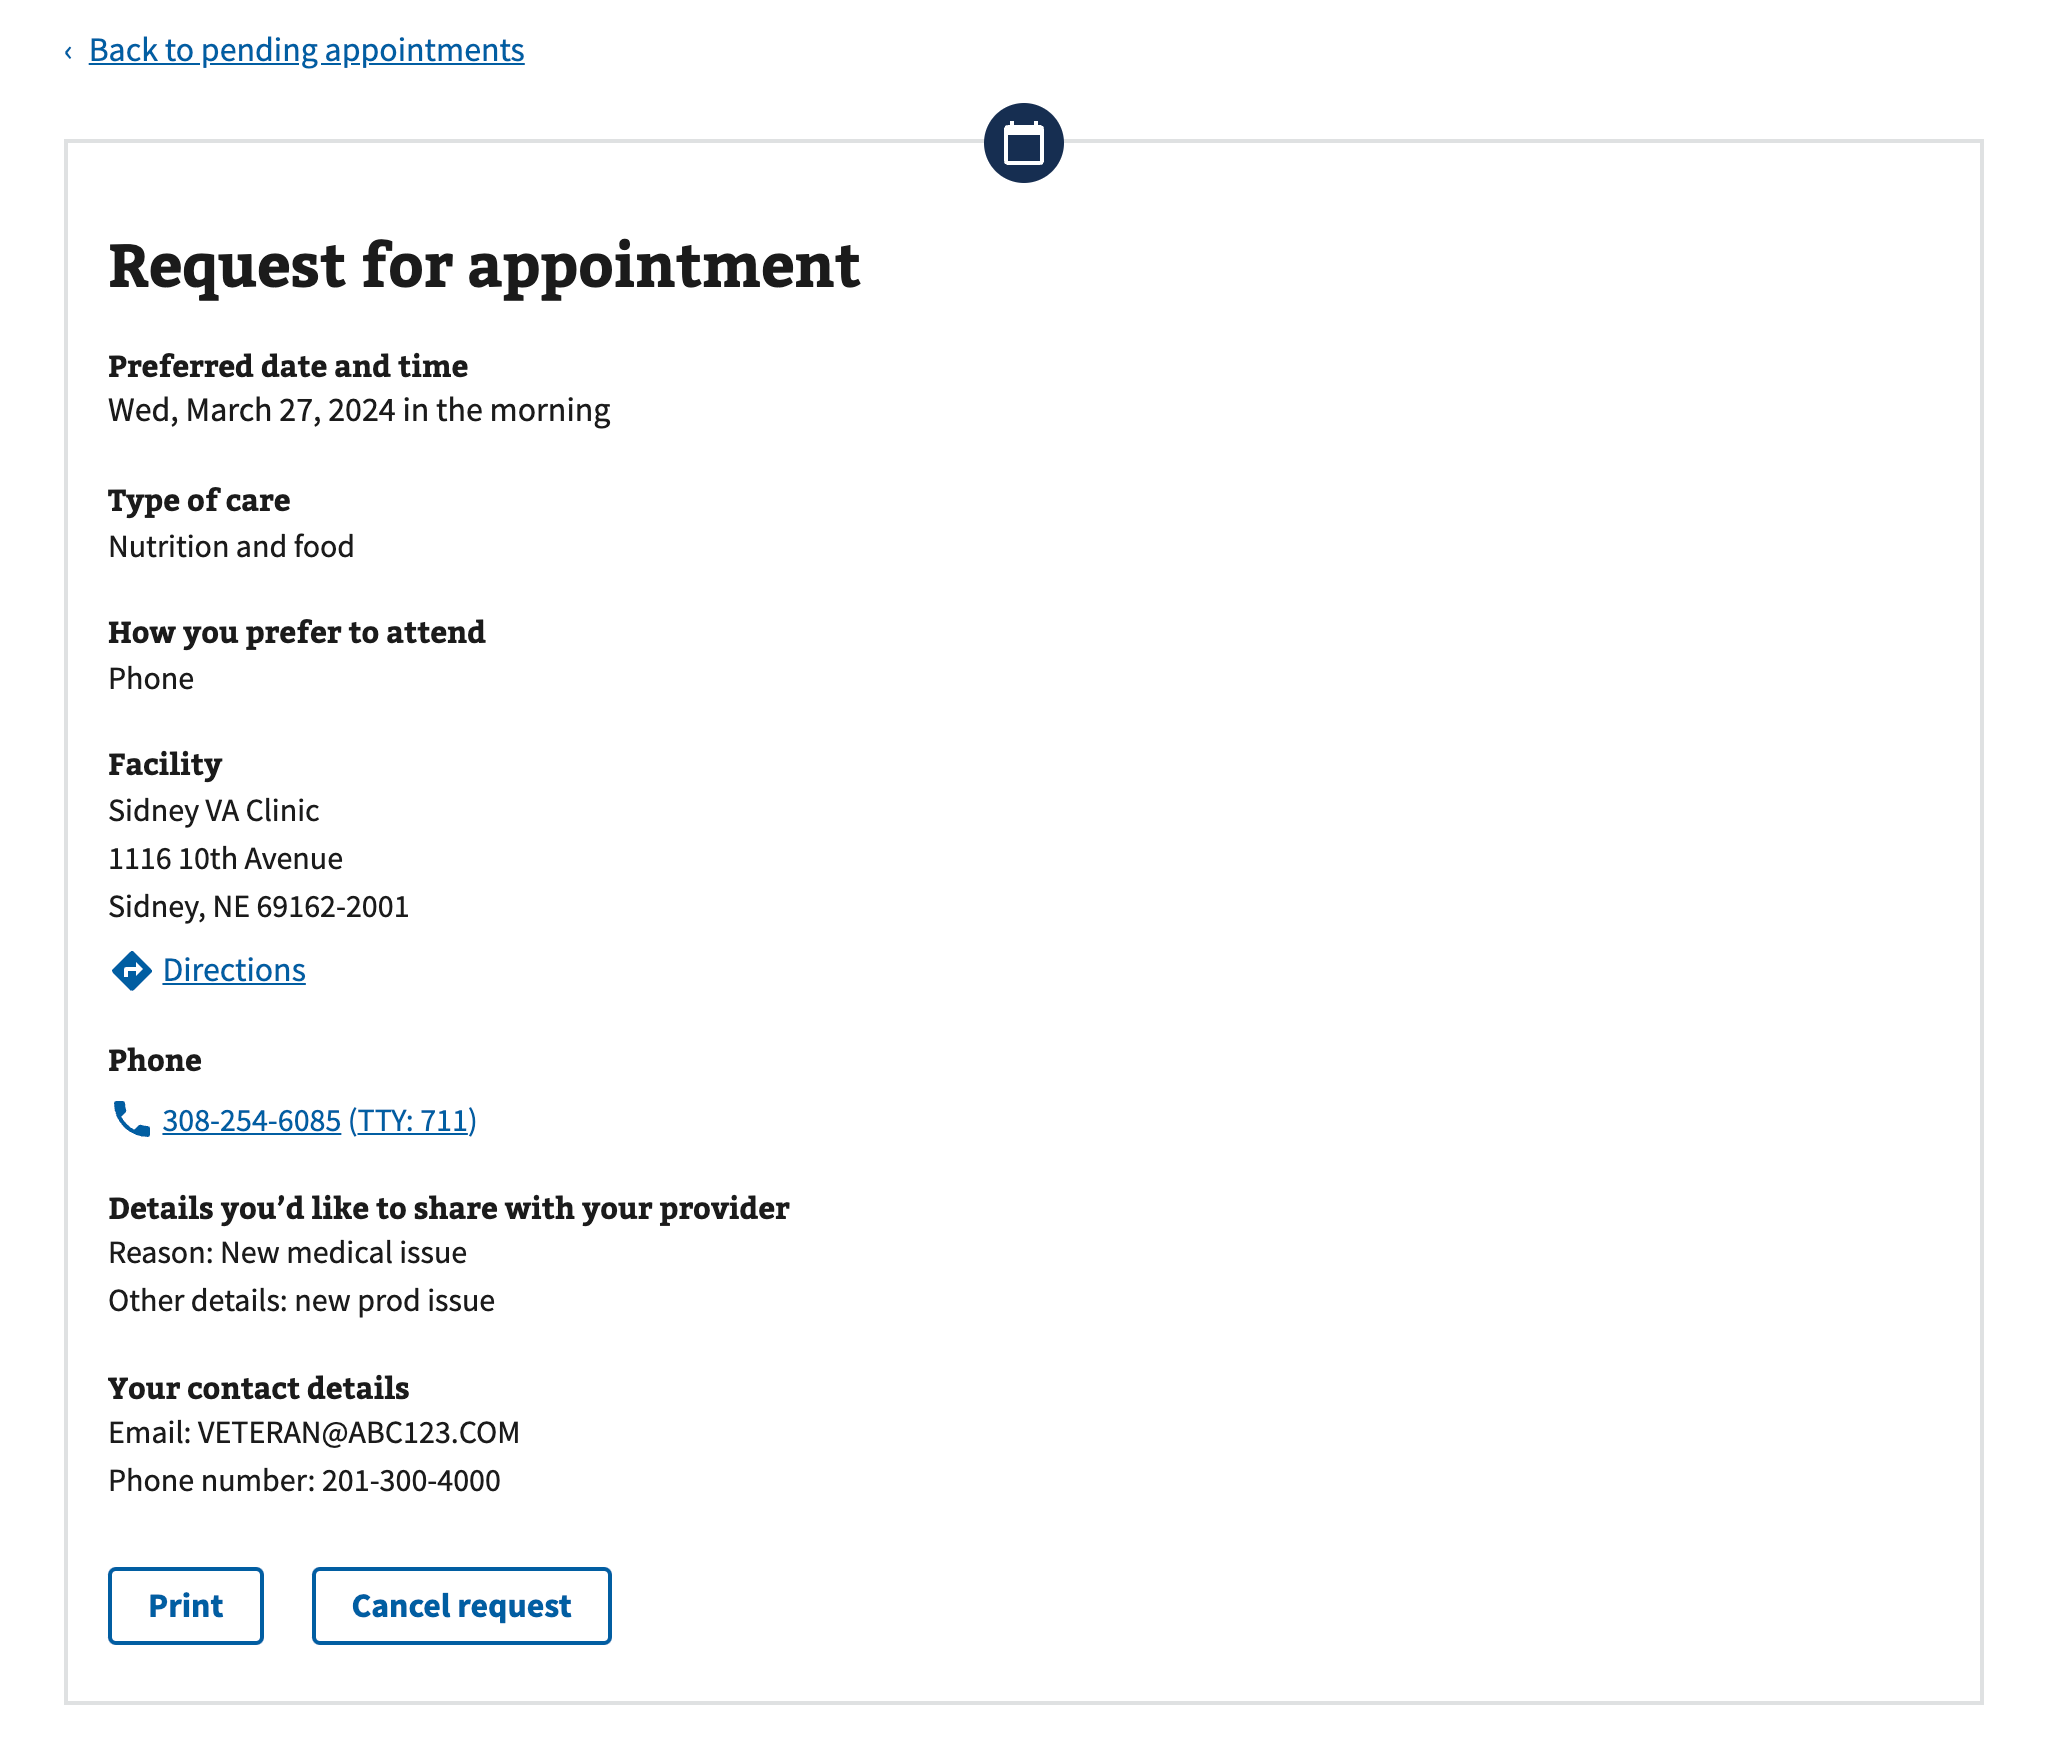 ‹ Back to pending appointments
Request for appointment
Preferred date and time
Wed, March 27, 2024 in the morning
Type of care
Nutrition and food
How you prefer to attend
Phone
Facility
Sidney VA Clinic
1116 10th Avenue
Sidney, NE 69162-2001
Directions
Phone
308-254-6085 (TTY: 711)
Details you’d like to share with your provider
Reason: New medical issue
Other details: new prod issue
Your contact details
Email: VETERAN@ABC123.COM
Phone number: 201-300-4000
Print Cancel request